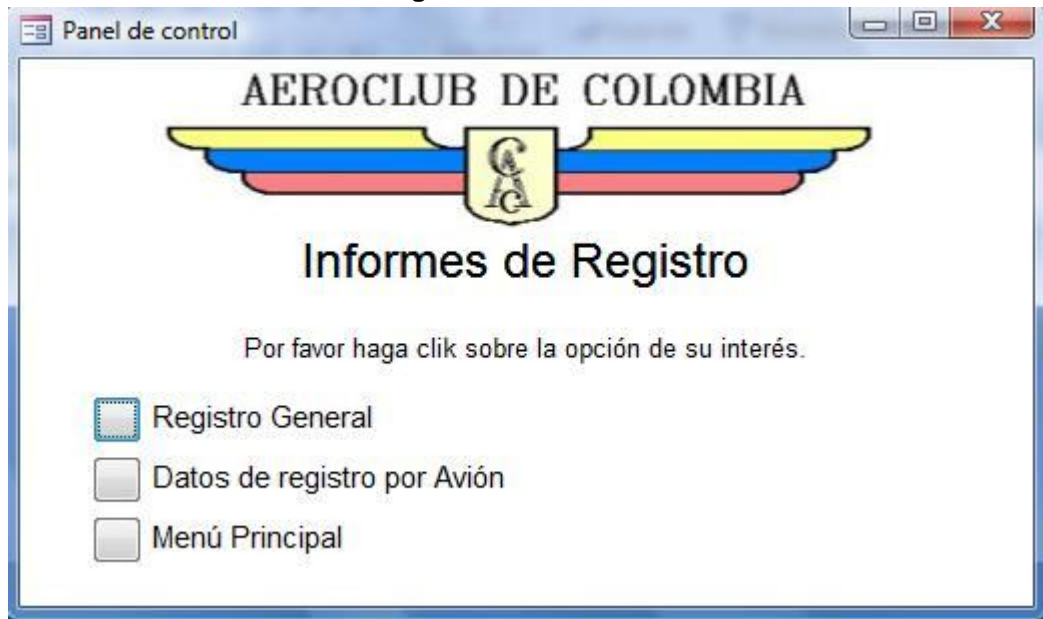 Panel de control
AEROCLUB DE COLOMBIA
CAC
Informes de Registro
Por favor haga clik sobre la opción de su interés.
Registro General
Datos de registro por Avión
Menú Principal